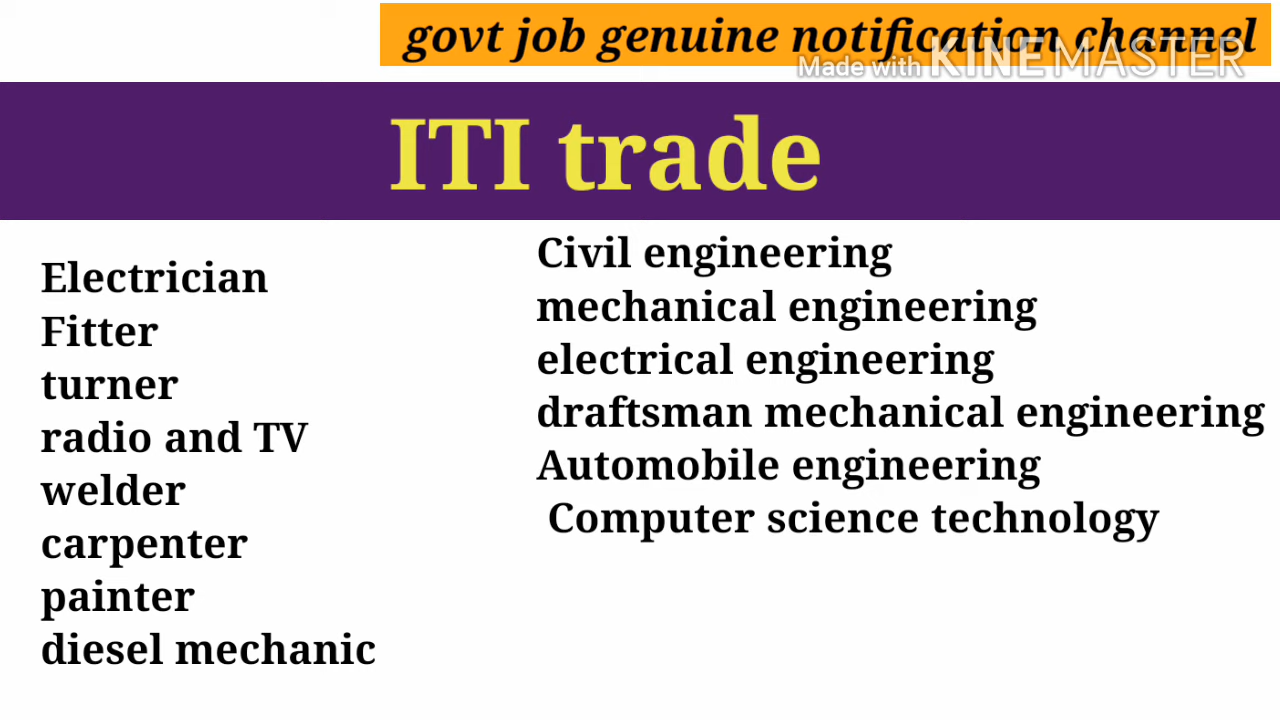 govt job genuine notification channel
Made with KINEMASTER
ITI trade
Electrician
Fitter
turner
radio and TV
welder
carpenter
painter
diesel mechanic
Civil engineering
mechanical engineering
electrical engineering
draftsman mechanical engineering
Automobile engineering
Computer science technology